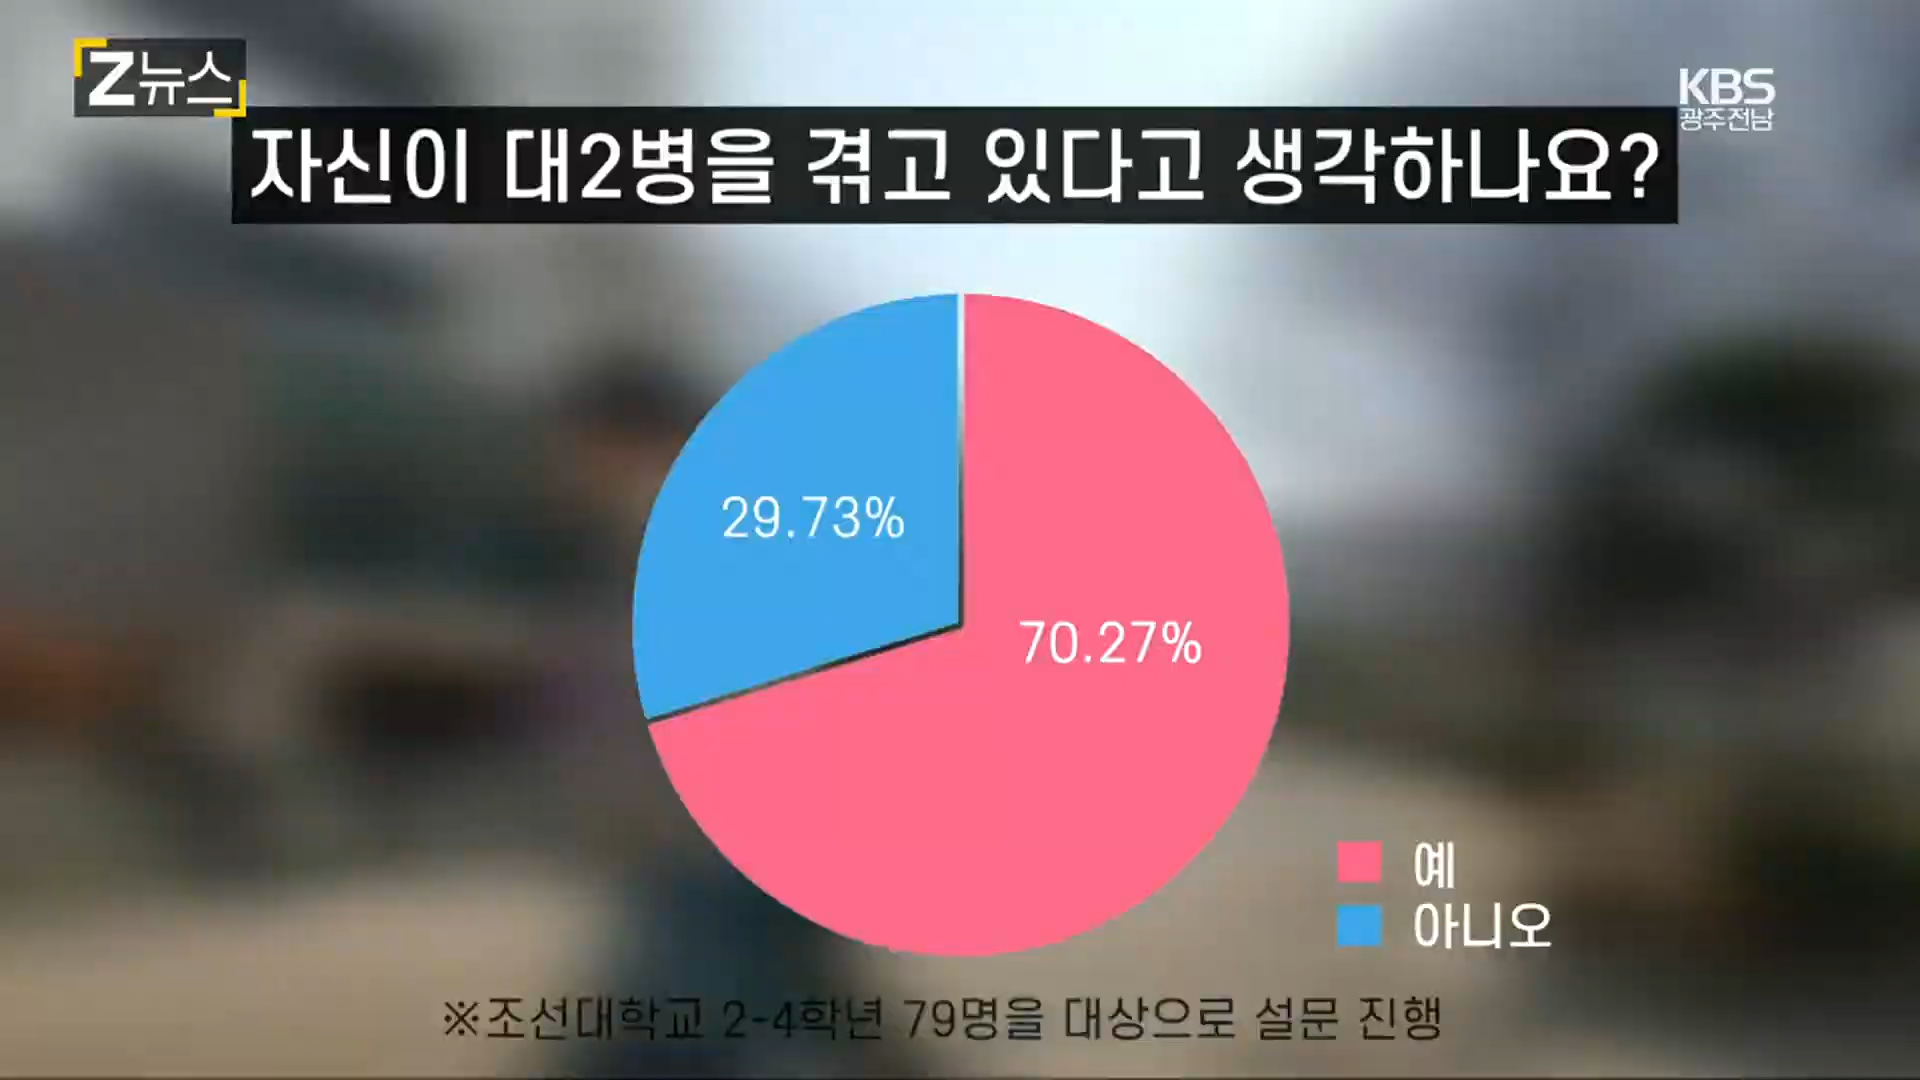 Z뉴스
KBS
광주전남
자신이 대2병을 겪고 있다고 생각하나요?
29.73%
70.27%
예
아니오
※조선대학교 2-4학년 79명을 대상으로 설문 진행